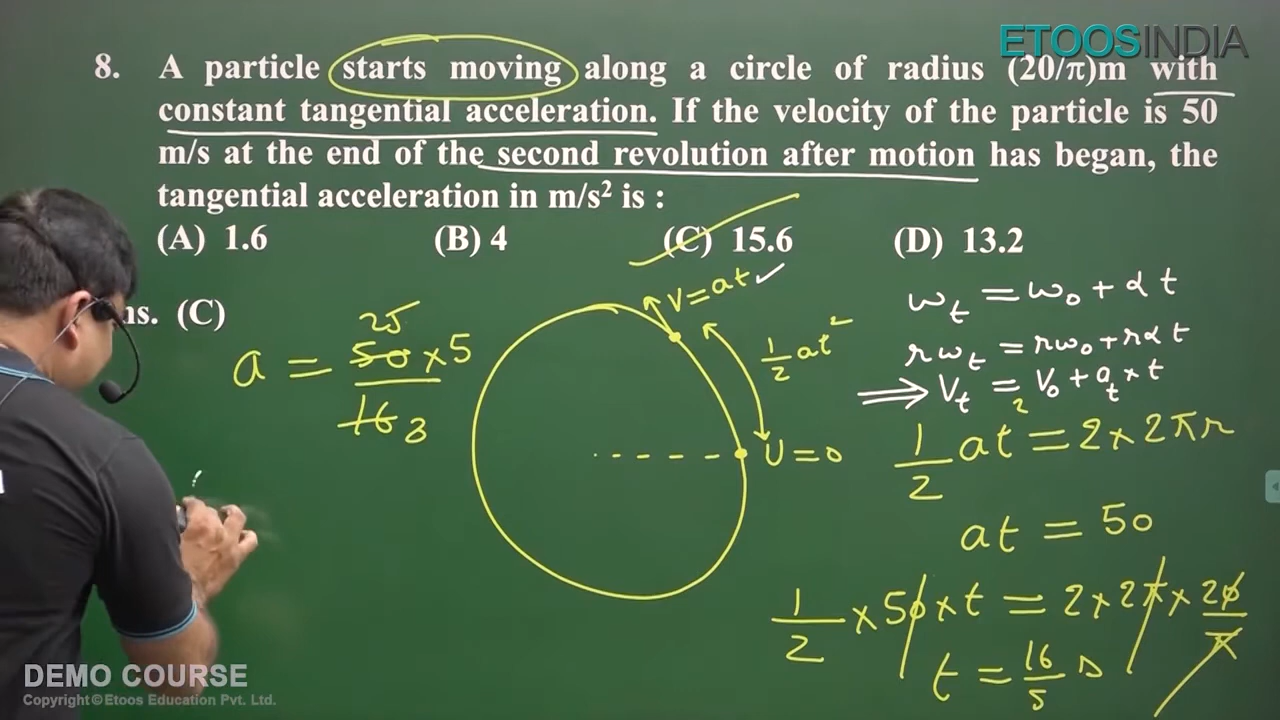 ETOOSINDIA
8. A particle starts moving along a circle of radius (20/π)m with
constant tangential acceleration. If the velocity of the particle is 50
m/s at the end of the second revolution after motion has began, the
tangential acceleration in m/s² is :
(A) 1.6 (B) 4 (C) 15.6 (D) 13.2
ns. (C)
a = 50×5/16
25
8
V=at ✓
1/2 at²
U=0
ω_t = ω_0 + αt
rω_t = rω_0 + rαt
⟹ V_t = V_0 + a_t × t
1/2 at² = 2×2πr
at = 50
1/2 × 50 × t = 2×2π× 20/π
t = 16/5 s
DEMO COURSE
Copyright©Etoos Education Pvt. Ltd.